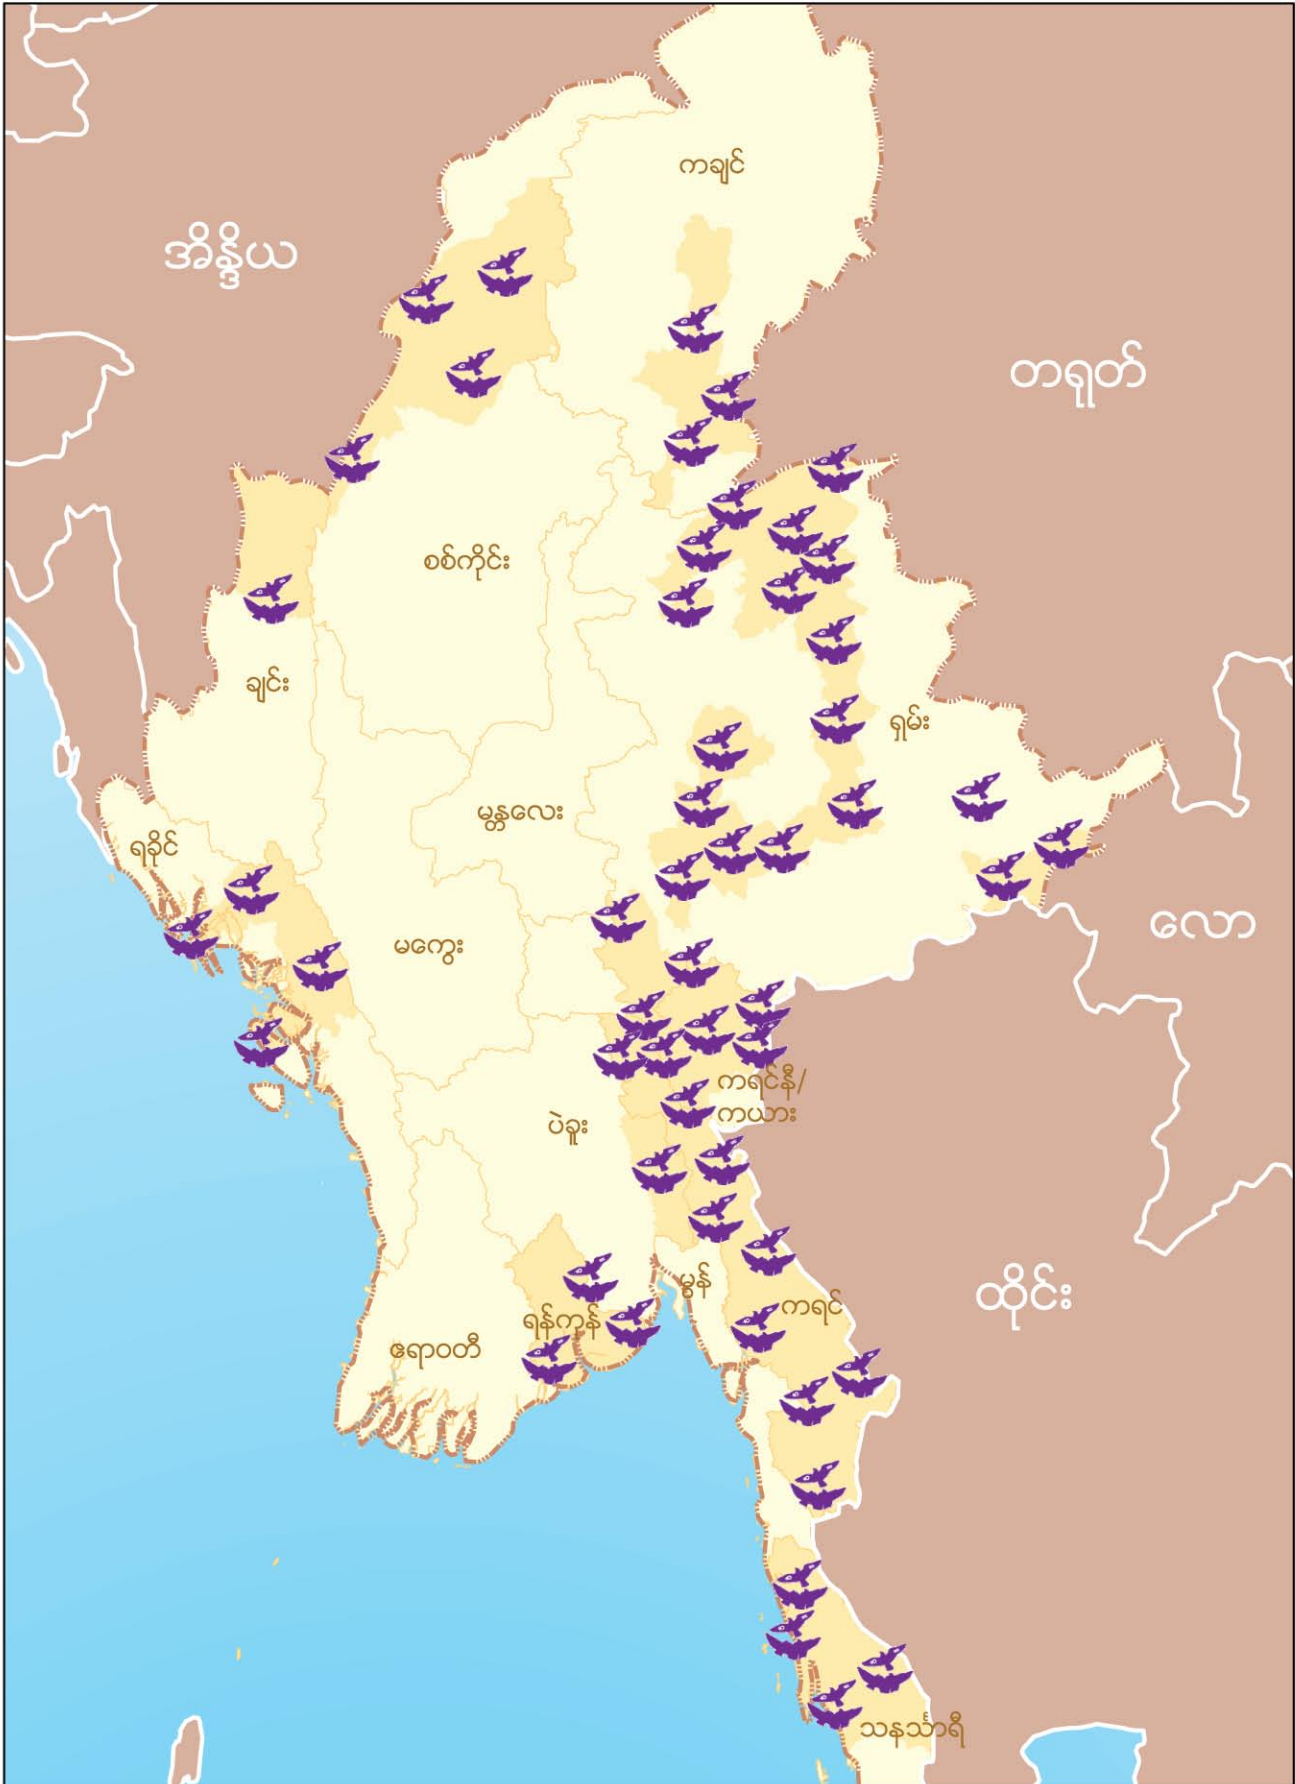 ကချင်
အိန္ဒိယ
တရုတ်
စစ်ကိုင်း
ချင်း
ရှမ်း
မန္တလေး
ရခိုင်
လော
မကွေး
ကရင်နီ/
ကယား
ပဲခူး
မွန်
ထိုင်း
ကရင်
ရန်ကုန်
ဧရာဝတီ
သနင်္သာရီ